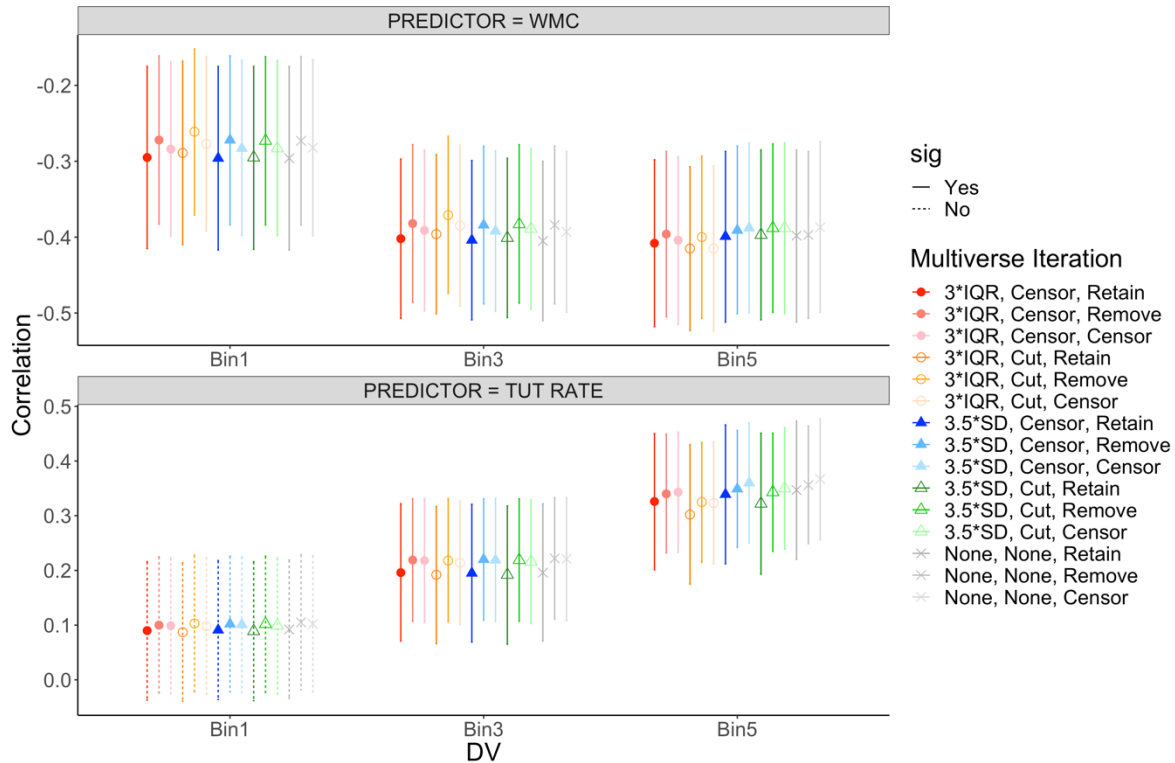 PREDICTOR = WMC
-0.2
-0.3
-0.4
-0.5
Bin1 Bin3 Bin5
PREDICTOR = TUT RATE
0.5
0.4
0.3
0.2
0.1
0.0
Bin1 Bin3 Bin5
Correlation
DV
sig
Yes
No
Multiverse Iteration
3*IQR, Censor, Retain
3*IQR, Censor, Remove
3*IQR, Censor, Censor
3*IQR, Cut, Retain
3*IQR, Cut, Remove
3*IQR, Cut, Censor
3.5*SD, Censor, Retain
3.5*SD, Censor, Remove
3.5*SD, Censor, Censor
3.5*SD, Cut, Retain
3.5*SD, Cut, Remove
3.5*SD, Cut, Censor
None, None, Retain
None, None, Remove
None, None, Censor